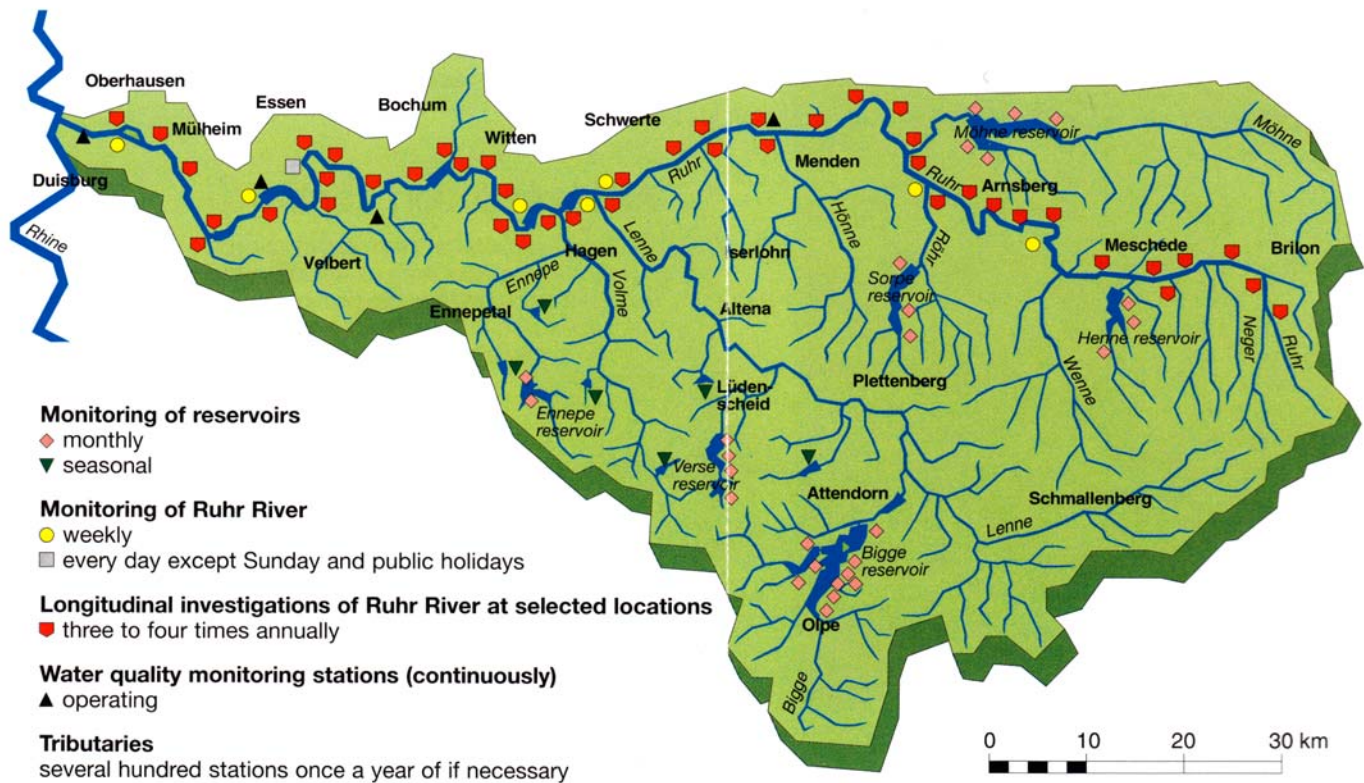 Oberhausen
Essen
Bochum
Mülheim
Witten
Schwerte
Duisburg
Rhine
Velbert
Hagen
Ruhr
Lenne
Menden
Hönne
Iserlohn
Möhne reservoir
Möhne
Ruhr
Arnsberg
Röhr
Sorpe
reservoir
Meschede
Brilon
Henne reservoir
Neger
Ruhr
Wenne
Ennepe
Volme
Ennepetal
Altena
Plettenberg
Lüden-
scheid
Ennepe
reservoir
Verse
reservoir
Attendorn
Schmallenberg
Lenne
Bigge
reservoir
Olpe
Bigge
Monitoring of reservoirs
monthly
seasonal
Monitoring of Ruhr River
weekly
every day except Sunday and public holidays
Longitudinal investigations of Ruhr River at selected locations
three to four times annually
Water quality monitoring stations (continuously)
operating
Tributaries
several hundred stations once a year of if necessary
0 10 20 30 km